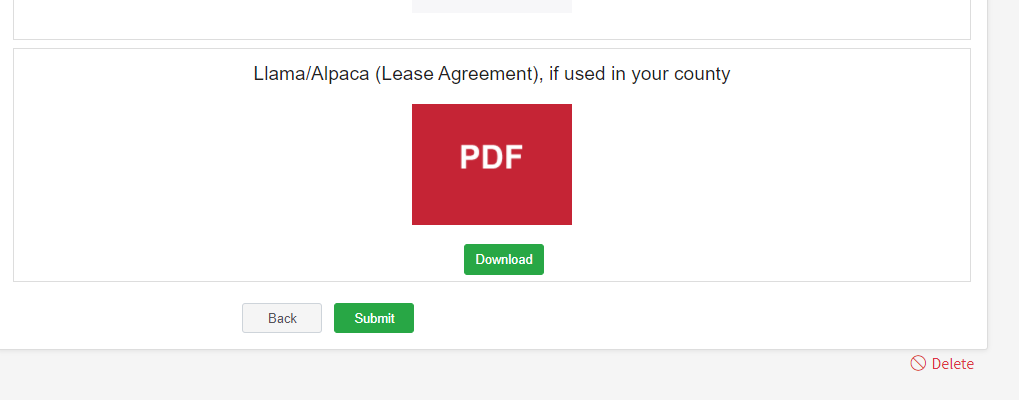 Llama/Alpaca (Lease Agreement), if used in your county
PDF
Download
Back
Submit
Delete